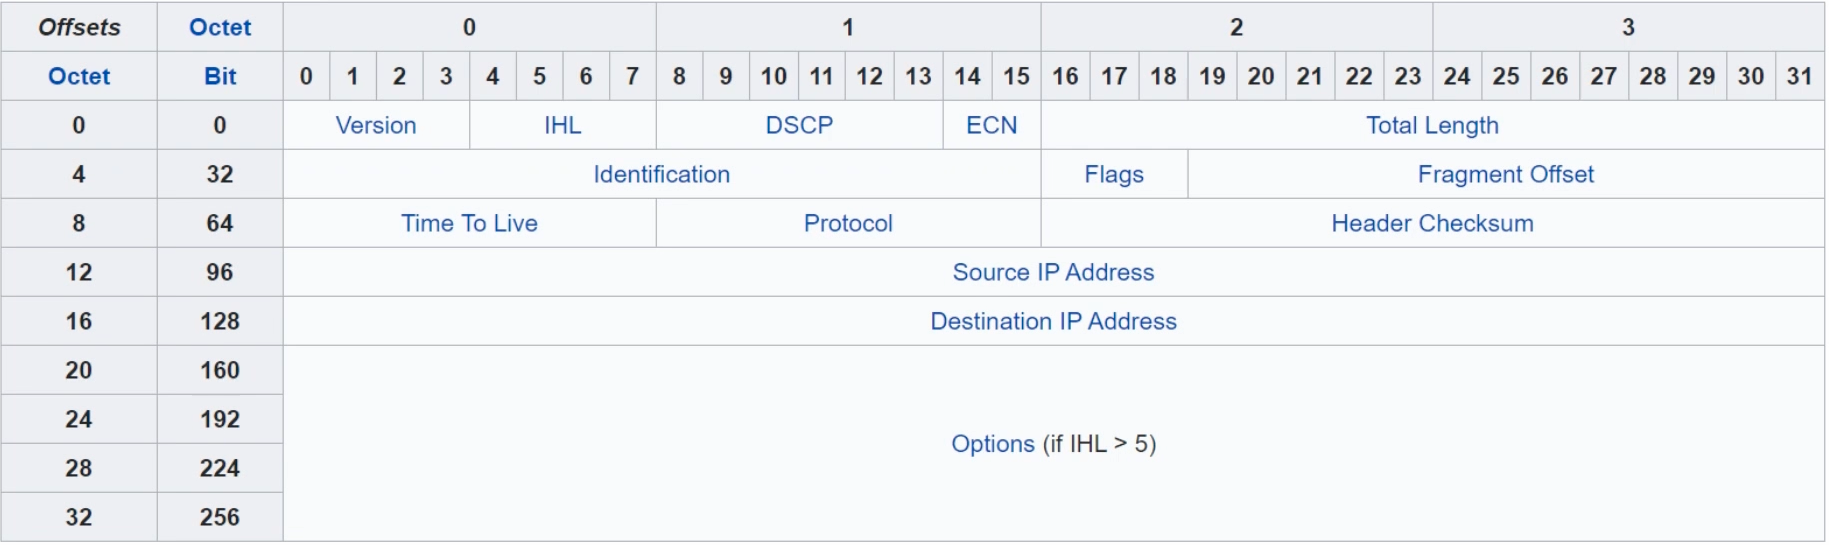 Offsets Octet 0 1 2 3
Octet Bit 0 1 2 3 4 5 6 7 8 9 10 11 12 13 14 15 16 17 18 19 20 21 22 23 24 25 26 27 28 29 30 31
0 0 Version IHL DSCP ECN Total Length
4 32 Identification Flags Fragment Offset
8 64 Time To Live Protocol Header Checksum
12 96 Source IP Address
16 128 Destination IP Address
20 160
24 192
Options (if IHL > 5)
28 224
32 256